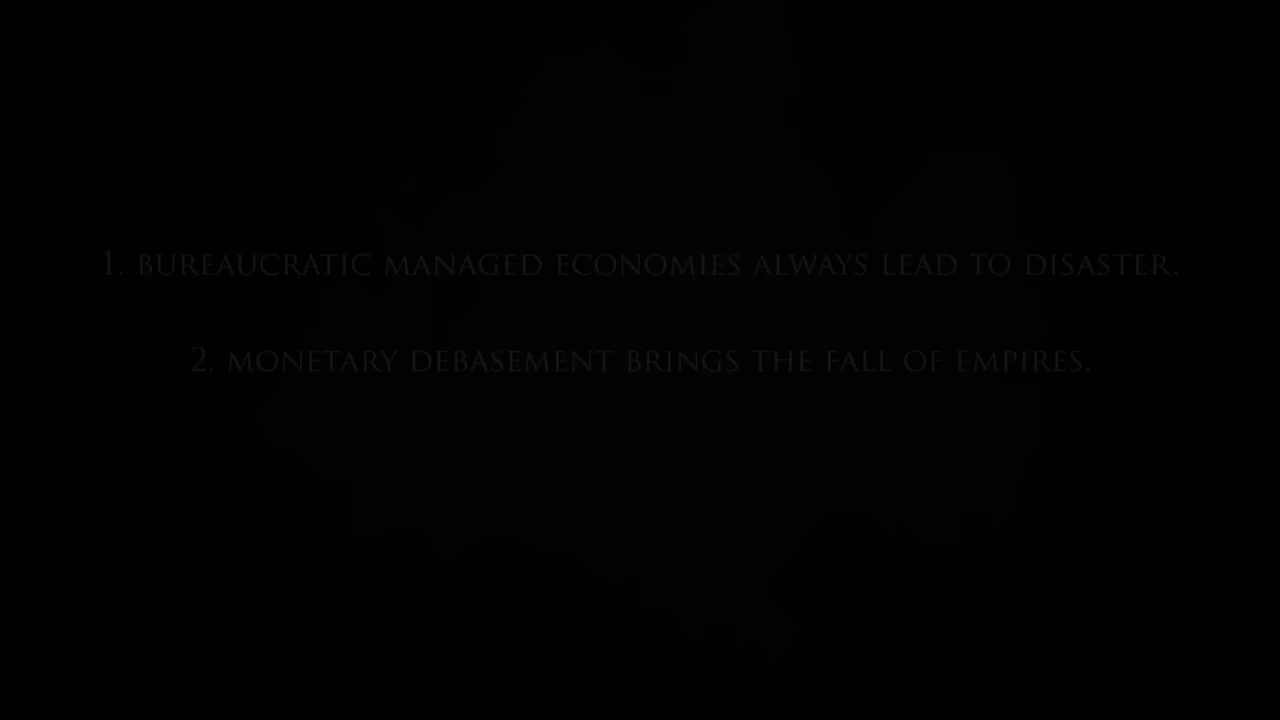 1. BUREAUCRATIC MANAGED ECONOMIES ALWAYS LEAD TO DISASTER.
2. MONETARY DEBASEMENT BRINGS THE FALL OF EMPIRES.